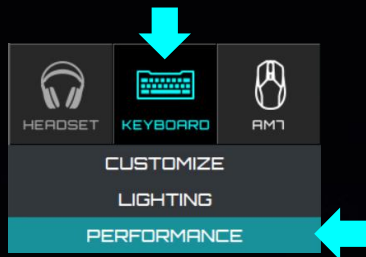 HEADSET
KEYBOARD
AM7
CUSTOMIZE
LIGHTING
PERFORMANCE